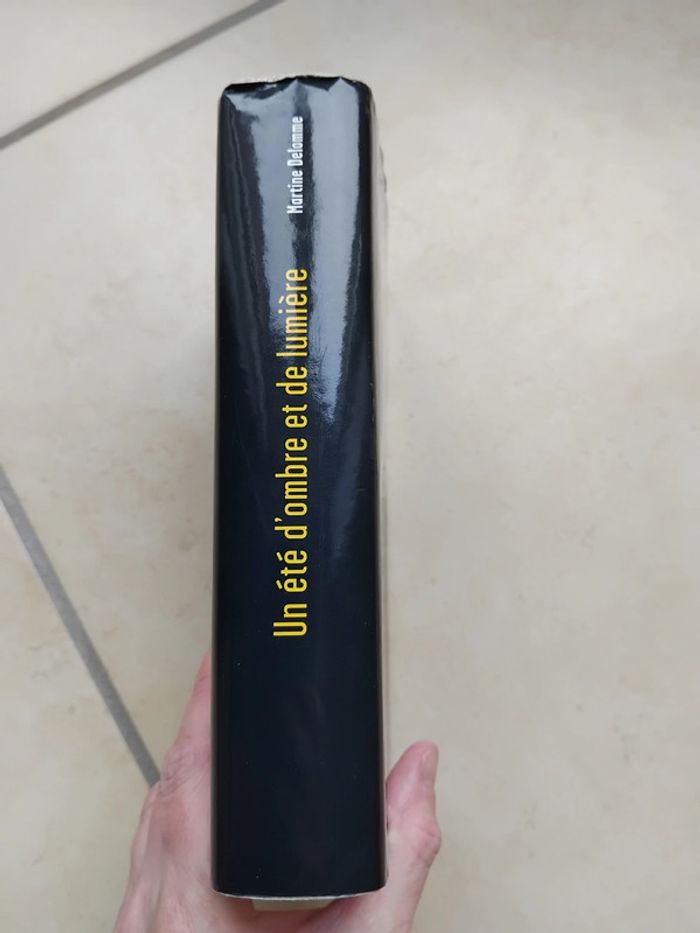 Martine Delomme
Un été d'ombre et de lumière